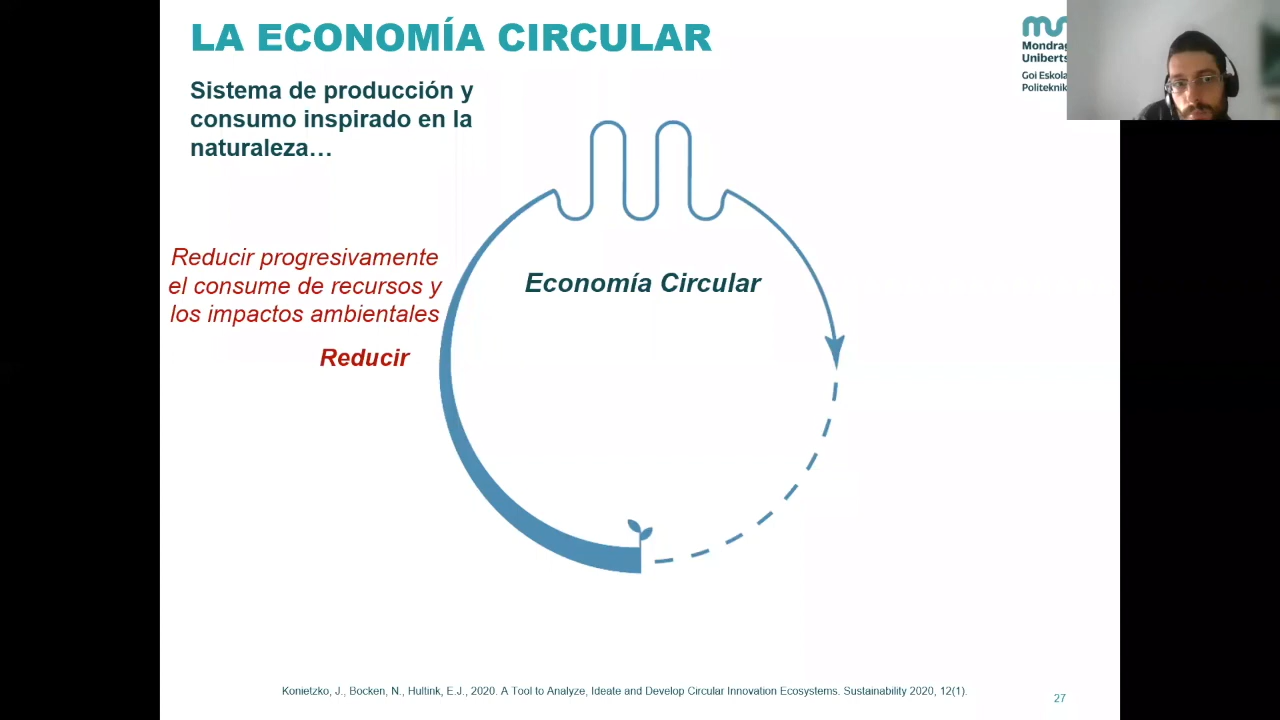 LA ECONOMÍA CIRCULAR
Sistema de producción y
consumo inspirado en la
naturaleza…
Mondrag
Uniberts
Goi Eskola
Politeknik
Reducir progresivamente
el consume de recursos y
los impactos ambientales
Reducir
Economía Circular
Konietzko, J., Bocken, N., Hultink, E.J., 2020. A Tool to Analyze, Ideate and Develop Circular Innovation Ecosystems. Sustainability 2020, 12(1).
27